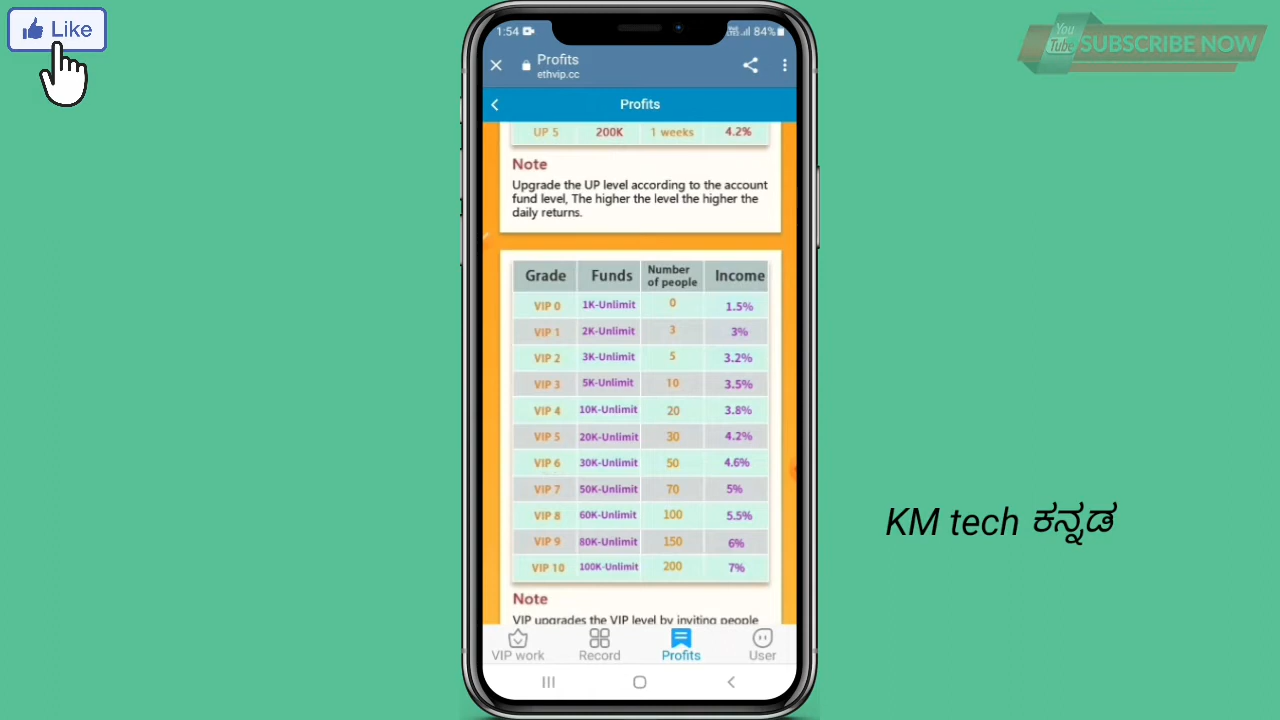 Like
You
Tube
SUBSCRIBE NOW
1:54
84%
Profits
ethvip.cc
Profits
UP 5 200K 1 weeks 4.2%
Note
Upgrade the UP level according to the account
fund level, The higher the level the higher the
daily returns.
Grade Funds Number of people Income
VIP 0 1K-Unlimit 0 1.5%
VIP 1 2K-Unlimit 3 3%
VIP 2 3K-Unlimit 5 3.2%
VIP 3 5K-Unlimit 10 3.5%
VIP 4 10K-Unlimit 20 3.8%
VIP 5 20K-Unlimit 30 4.2%
VIP 6 30K-Unlimit 50 4.6%
VIP 7 50K-Unlimit 70 5%
VIP 8 60K-Unlimit 100 5.5%
VIP 9 80K-Unlimit 150 6%
VIP 10 100K-Unlimit 200 7%
Note
VIP upgrades the VIP level by inviting people
VIP work Record Profits User
KM tech ಕನ್ನಡ